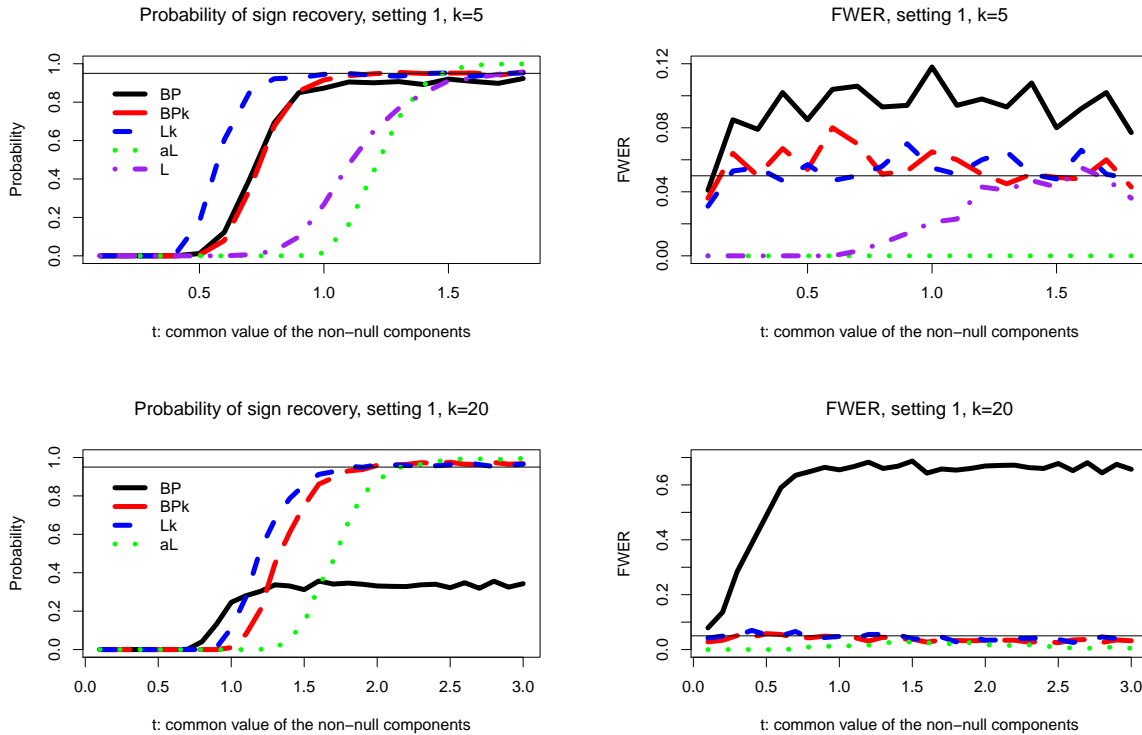 Probability of sign recovery, setting 1, k=5
Probability
0.0 0.2 0.4 0.6 0.8 1.0
BP
BPk
Lk
aL
L
0.5 1.0 1.5
t: common value of the non−null components
FWER, setting 1, k=5
FWER
0.00 0.04 0.08 0.12
0.5 1.0 1.5
t: common value of the non−null components
Probability of sign recovery, setting 1, k=20
Probability
0.0 0.2 0.4 0.6 0.8 1.0
BP
BPk
Lk
aL
0.0 0.5 1.0 1.5 2.0 2.5 3.0
t: common value of the non−null components
FWER, setting 1, k=20
FWER
0.0 0.2 0.4 0.6
0.0 0.5 1.0 1.5 2.0 2.5 3.0
t: common value of the non−null components